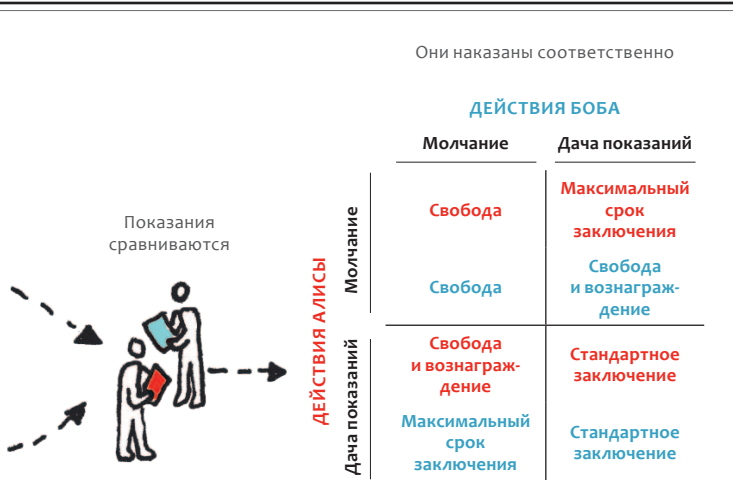 Они наказаны соответственно
ДЕЙСТВИЯ БОБА
Молчание
Дача показаний
Показания
сравниваются
ДЕЙСТВИЯ АЛИСЫ
Молчание
Свобода
Максимальный
срок
заключения
Свобода
Свобода
и вознаграж-
дение
Дача показаний
Свобода
и вознаграж-
дение
Стандартное
заключение
Максимальный
срок
заключения
Стандартное
заключение